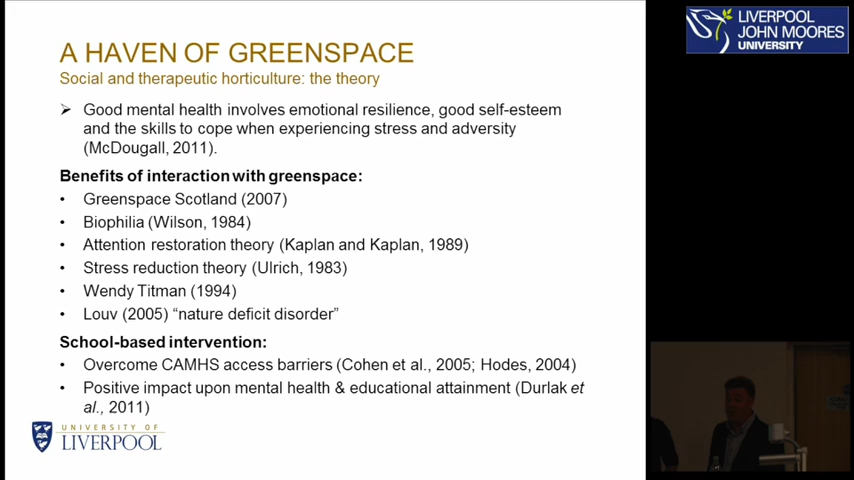 A HAVEN OF GREENSPACE
Social and therapeutic horticulture: the theory
➢ Good mental health involves emotional resilience, good self-esteem
and the skills to cope when experiencing stress and adversity
(McDougall, 2011).
Benefits of interaction with greenspace:
• Greenspace Scotland (2007)
• Biophilia (Wilson, 1984)
• Attention restoration theory (Kaplan and Kaplan, 1989)
• Stress reduction theory (Ulrich, 1983)
• Wendy Titman (1994)
• Louv (2005) “nature deficit disorder”
School-based intervention:
• Overcome CAMHS access barriers (Cohen et al., 2005; Hodes, 2004)
• Positive impact upon mental health & educational attainment (Durlak et
al., 2011)
UNIVERSITY OF
LIVERPOOL
LIVERPOOL
JOHN MOORES
UNIVERSITY